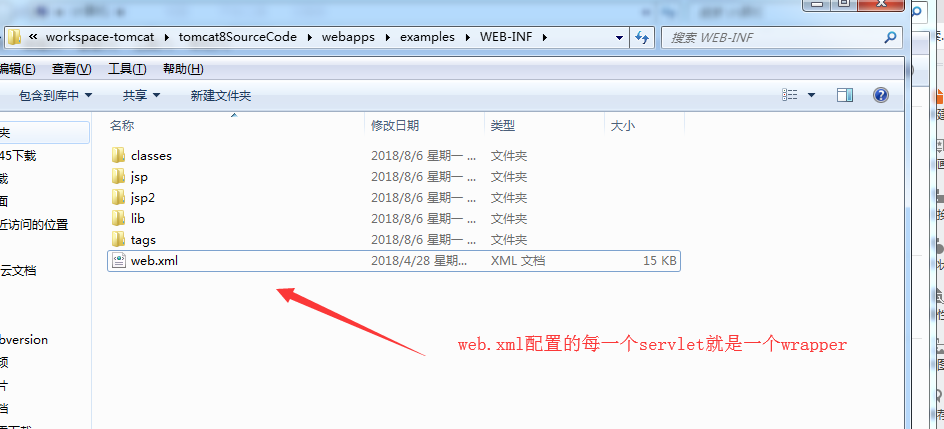 « workspace-tomcat ▸ tomcat8SourceCode ▸ webapps ▸ examples ▸ WEB-INF ▸
搜索 WEB-INF
编辑(E) 查看(V) 工具(T) 帮助(H)
包含到库中 共享 新建文件夹
名称 修改日期 类型 大小
夹
45下载
载
面
近访问的位置
云文档
bversion
频
片
档
classes 2018/8/6 星期一 ... 文件夹
jsp 2018/8/6 星期一 ... 文件夹
jsp2 2018/8/6 星期一 ... 文件夹
lib 2018/8/6 星期一 ... 文件夹
tags 2018/8/6 星期一 ... 文件夹
web.xml 2018/4/28 星期... XML 文档 15 KB
web.xml配置的每一个servlet就是一个wrapper